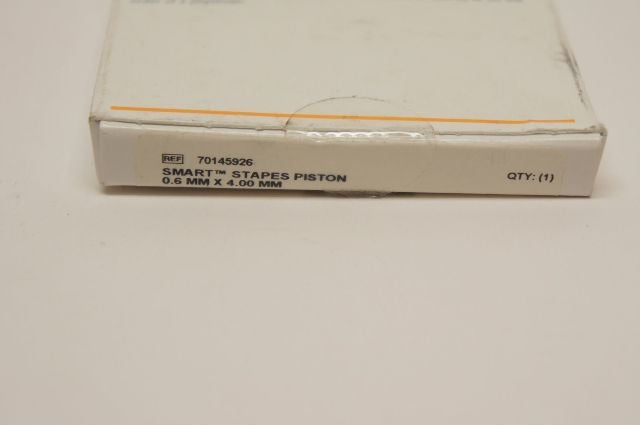 REF 70145926
SMART™ STAPES PISTON
0.6 MM X 4.00 MM
QTY: (1)